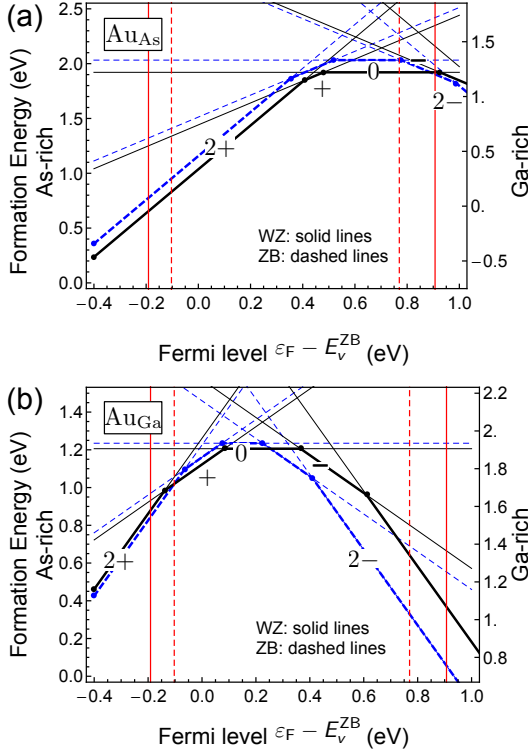 (a)
Au_As
Formation Energy (eV)
As-rich
2.5
2.0
1.5
1.0
0.5
0.0
1.5
1.0
0.5
0.
−0.5
Ga-rich
2+
+
0
−
2−
WZ: solid lines
ZB: dashed lines
−0.4 −0.2 0.0 0.2 0.4 0.6 0.8 1.0
Fermi level ε_F − E_v^ZB (eV)
(b)
Au_Ga
Formation Energy (eV)
As-rich
1.4
1.2
1.0
0.8
0.6
0.4
0.2
0.0
2.2
2.0
1.8
1.6
1.4
1.2
1.
0.8
Ga-rich
2+
+
0
−
2−
WZ: solid lines
ZB: dashed lines
−0.4 −0.2 0.0 0.2 0.4 0.6 0.8 1.0
Fermi level ε_F − E_v^ZB (eV)